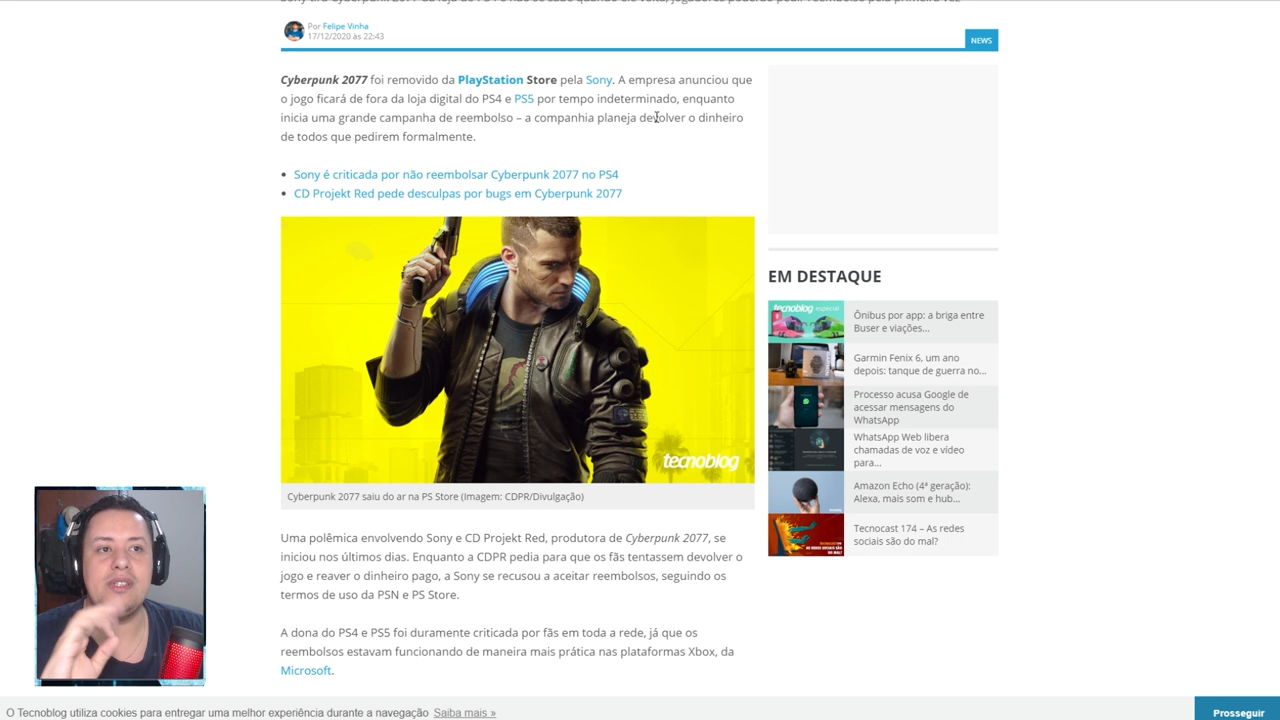 Por Felipe Vinha
17/12/2020 às 22:43
NEWS
Cyberpunk 2077 foi removido da PlayStation Store pela Sony. A empresa anunciou que
o jogo ficará de fora da loja digital do PS4 e PS5 por tempo indeterminado, enquanto
inicia uma grande campanha de reembolso – a companhia planeja devolver o dinheiro
de todos que pedirem formalmente.
• Sony é criticada por não reembolsar Cyberpunk 2077 no PS4
• CD Projekt Red pede desculpas por bugs em Cyberpunk 2077
tecnoblog
Cyberpunk 2077 saiu do ar na PS Store (Imagem: CDPR/Divulgação)
Uma polêmica envolvendo Sony e CD Projekt Red, produtora de Cyberpunk 2077, se
iniciou nos últimos dias. Enquanto a CDPR pedia para que os fãs tentassem devolver o
jogo e reaver o dinheiro pago, a Sony se recusou a aceitar reembolsos, seguindo os
termos de uso da PSN e PS Store.
A dona do PS4 e PS5 foi duramente criticada por fãs em toda a rede, já que os
reembolsos estavam funcionando de maneira mais prática nas plataformas Xbox, da
Microsoft.
EM DESTAQUE
tecnoblog especial
Ônibus por app: a briga entre
Buser e viações...
Garmin Fenix 6, um ano
depois: tanque de guerra no...
Processo acusa Google de
acessar mensagens do
WhatsApp
WhatsApp Web libera
chamadas de voz e vídeo
para...
Amazon Echo (4ª geração):
Alexa, mais som e hub...
Tecnocast 174 – As redes
sociais são do mal?
O Tecnoblog utiliza cookies para entregar uma melhor experiência durante a navegação Saiba mais »
Prosseguir